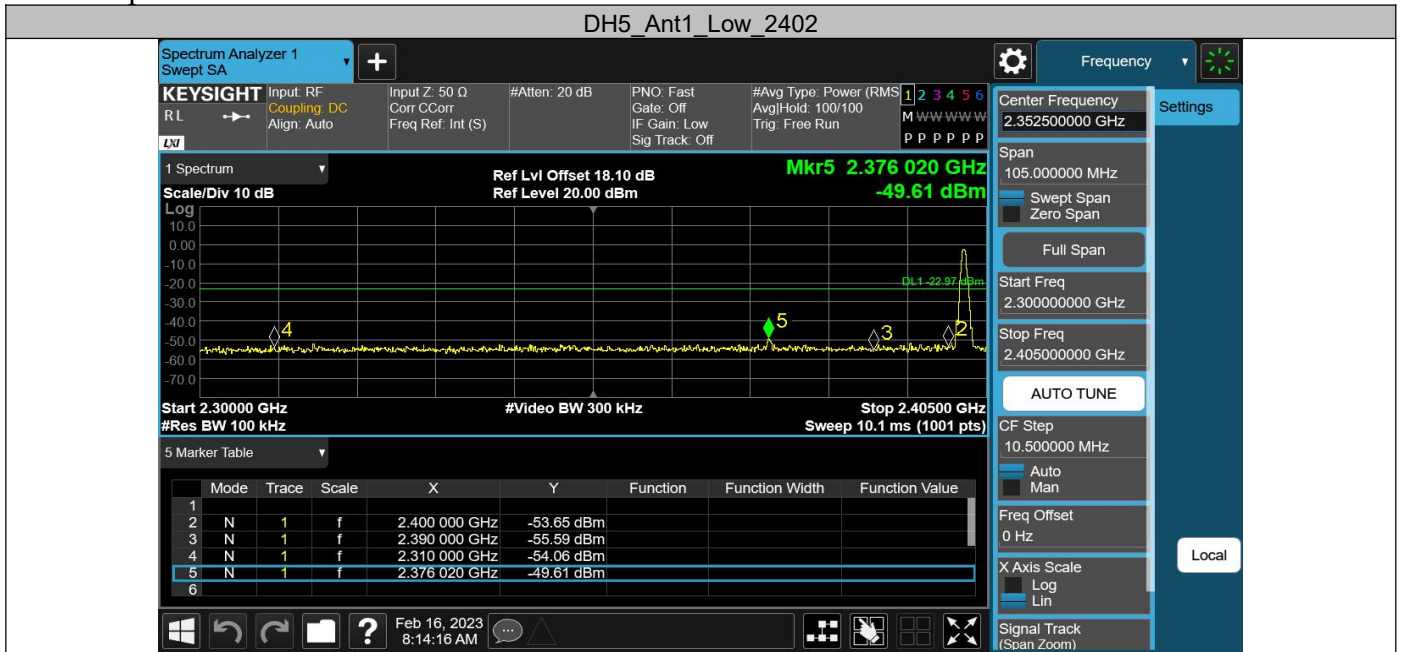 DH5_Ant1_Low_2402
Spectrum Analyzer 1
Swept SA
+
Frequency
KEYSIGHT
RL
LXI
Input: RF
Coupling: DC
Align: Auto
Input Z: 50 Ω
Corr CCorr
Freq Ref: Int (S)
#Atten: 20 dB
PNO: Fast
Gate: Off
IF Gain: Low
Sig Track: Off
#Avg Type: Power (RMS
Avg|Hold: 100/100
Trig: Free Run
1 2 3 4 5 6
M W W W W W
P P P P P P
1 Spectrum
Scale/Div 10 dB
Log
Ref Lvl Offset 18.10 dB
Ref Level 20.00 dBm
Mkr5 2.376 020 GHz
-49.61 dBm
10.0
0.00
-10.0
-20.0
-30.0
-40.0
-50.0
-60.0
-70.0
DL1 -22.97 dBm
4
5
3
2
Start 2.30000 GHz
#Res BW 100 kHz
#Video BW 300 kHz
Stop 2.40500 GHz
Sweep 10.1 ms (1001 pts)
5 Marker Table
Mode Trace Scale X Y Function Function Width Function Value
1
2 N 1 f 2.400 000 GHz -53.65 dBm
3 N 1 f 2.390 000 GHz -55.59 dBm
4 N 1 f 2.310 000 GHz -54.06 dBm
5 N 1 f 2.376 020 GHz -49.61 dBm
6
?
Feb 16, 2023
8:14:16 AM
Center Frequency
2.352500000 GHz
Span
105.000000 MHz
Swept Span
Zero Span
Full Span
Start Freq
2.300000000 GHz
Stop Freq
2.405000000 GHz
AUTO TUNE
CF Step
10.500000 MHz
Auto
Man
Freq Offset
0 Hz
X Axis Scale
Log
Lin
Signal Track
(Span Zoom)
Settings
Local